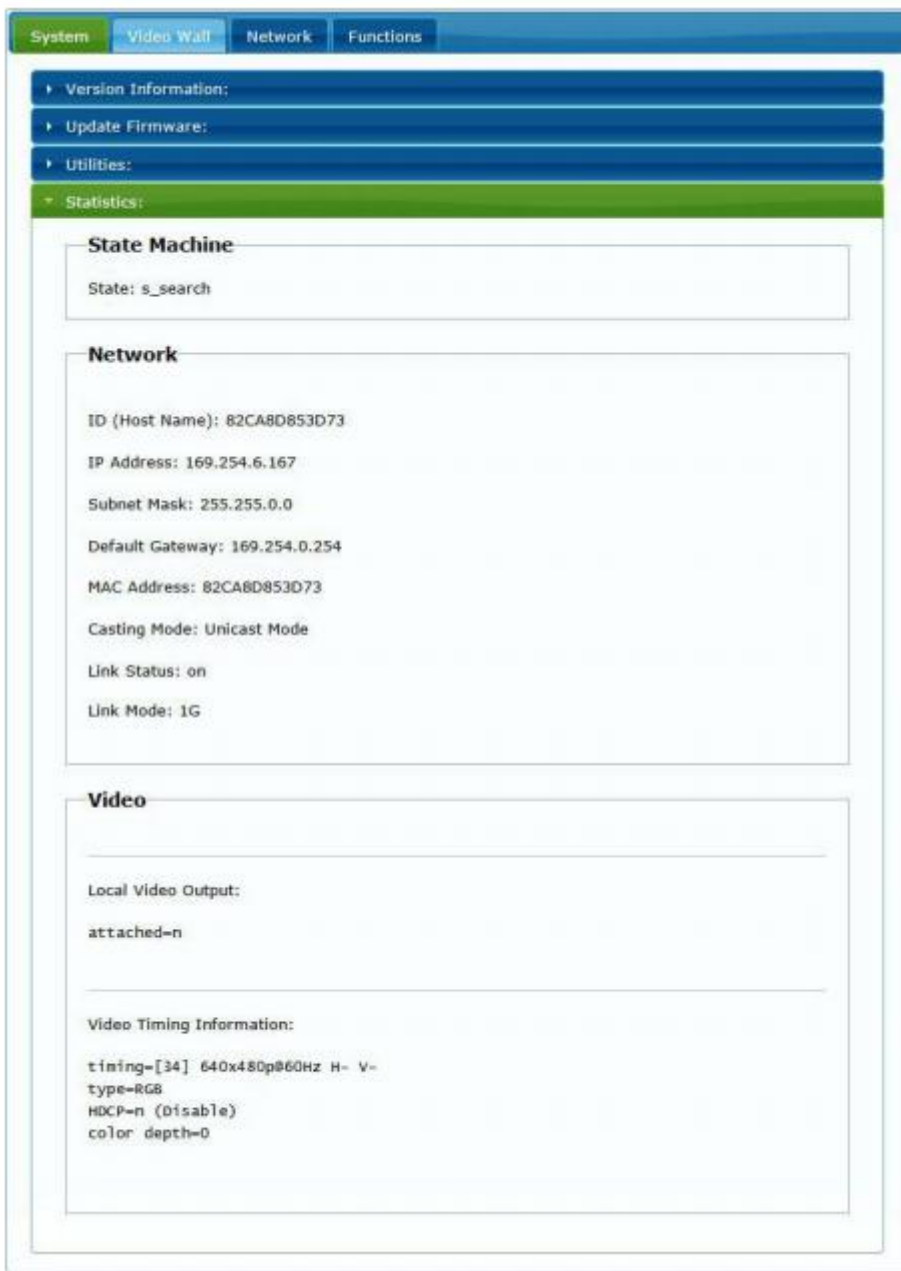 System Video Wall Network Functions
Version Information:
Update Firmware:
Utilities:
Statistics:
State Machine
State: s_search
Network
ID (Host Name): 82CA8D853D73
IP Address: 169.254.6.167
Subnet Mask: 255.255.0.0
Default Gateway: 169.254.0.254
MAC Address: 82CA8D853D73
Casting Mode: Unicast Mode
Link Status: on
Link Mode: 1G
Video
Local Video Output:
attached=n
Video Timing Information:
timing=[34] 640x480p@60Hz H- V-
type=RGB
HDCP=n (Disable)
color depth=0